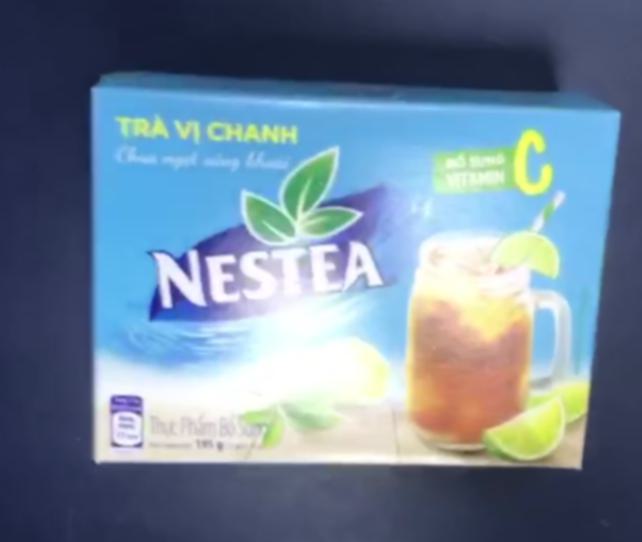 TRÀ VỊ CHANH
Chua ngọt sảng khoái
BỔ SUNG
VITAMIN C
NESTEA
Thực Phẩm Bổ Sung
195 g